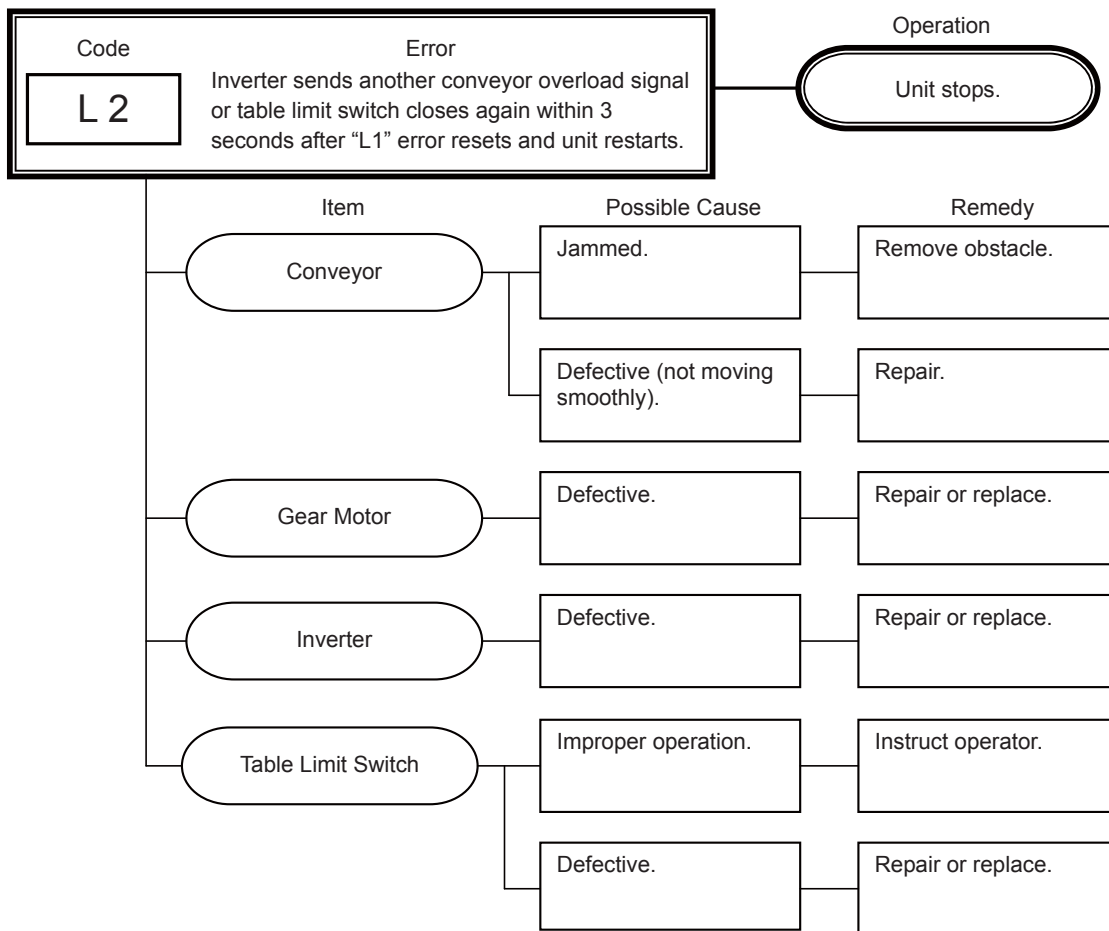 Code
Error
Operation
L 2
Inverter sends another conveyor overload signal
or table limit switch closes again within 3
seconds after “L1” error resets and unit restarts.
Unit stops.
Item
Possible Cause
Remedy
Conveyor
Jammed.
Remove obstacle.
Defective (not moving
smoothly).
Repair.
Gear Motor
Defective.
Repair or replace.
Inverter
Defective.
Repair or replace.
Table Limit Switch
Improper operation.
Instruct operator.
Defective.
Repair or replace.